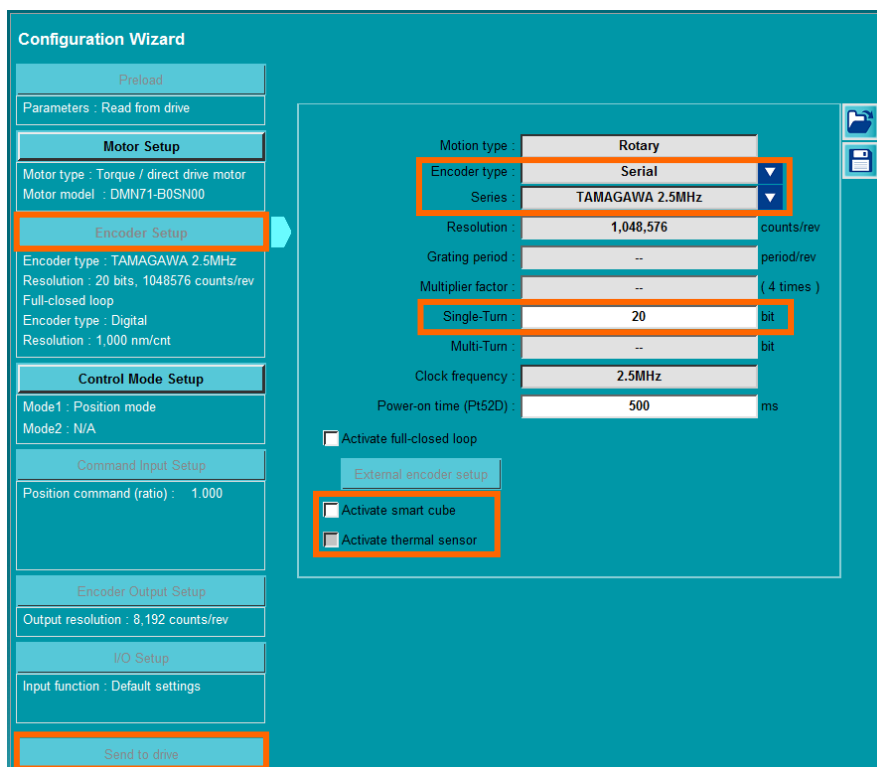 Configuration Wizard
Preload
Parameters : Read from drive
Motor Setup
Motor type : Torque / direct drive motor
Motor model : DMN71-B0SN00
Encoder Setup
Encoder type : TAMAGAWA 2.5MHz
Resolution : 20 bits, 1048576 counts/rev
Full-closed loop
Encoder type : Digital
Resolution : 1,000 nm/cnt
Control Mode Setup
Mode1 : Position mode
Mode2 : N/A
Command Input Setup
Position command (ratio) : 1.000
Encoder Output Setup
Output resolution : 8,192 counts/rev
I/O Setup
Input function : Default settings
Send to drive
Motion type : Rotary
Encoder type : Serial
Series : TAMAGAWA 2.5MHz
Resolution : 1,048,576 counts/rev
Grating period : -- period/rev
Multiplier factor : -- ( 4 times )
Single-Turn : 20 bit
Multi-Turn : -- bit
Clock frequency : 2.5MHz
Power-on time (Pt52D) : 500 ms
Activate full-closed loop
External encoder setup
Activate smart cube
Activate thermal sensor